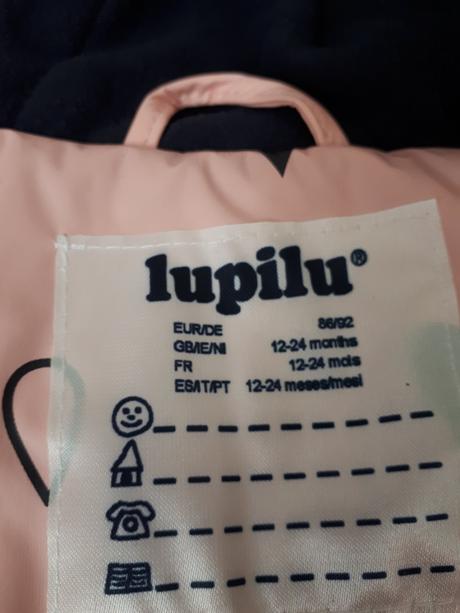 lupilu®
EUR/DE 86/92
GB/IE/NI 12-24 months
FR 12-24 mois
ES/IT/PT 12-24 meses/mesi